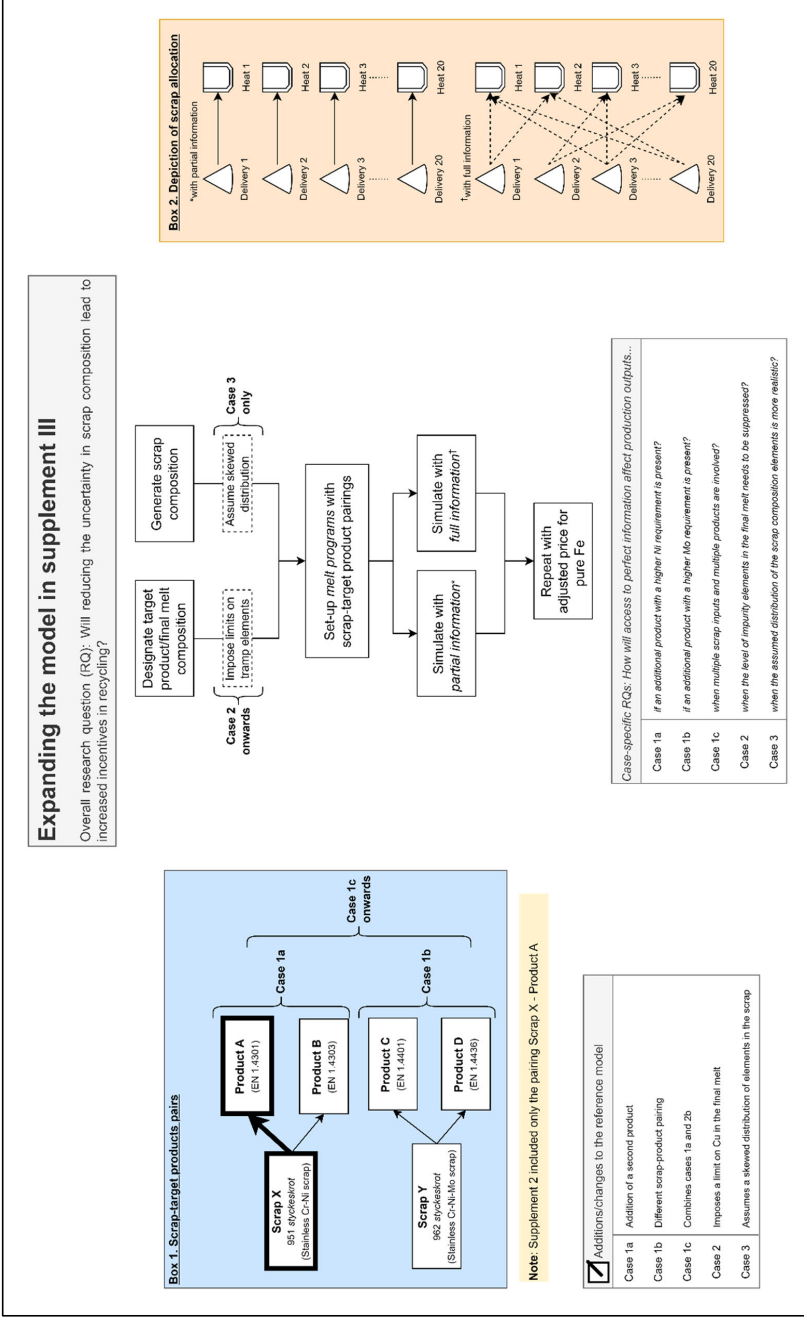 Expanding the model in supplement III
Overall research question (RQ): Will reducing the uncertainty in scrap composition lead to
increased incentives in recycling?
Box 1. Scrap-target products pairs
Scrap X
951 styckeskrot
(Stainless Cr-Ni scrap)
Product A
(EN 1.4301)
Product B
(EN 1.4303)
Case 1a
Scrap Y
962 styckeskrot
(Stainless Cr-Ni-Mo scrap)
Product C
(EN 1.4401)
Product D
(EN 1.4436)
Case 1b
Case 1c
onwards
Note: Supplement 2 included only the pairing Scrap X - Product A
Additions/changes to the reference model
Case 1a Addition of a second product
Case 1b Different scrap-product pairing
Case 1c Combines cases 1a and 2b
Case 2 Imposes a limit on Cu in the final melt
Case 3 Assumes a skewed distribution of elements in the scrap
Designate target
product/final melt
composition
Generate scrap
composition
Case 2
onwards
Impose limits on
tramp elements
Assume skewed
distribution
Case 3
only
Set-up melt programs with
scrap-target product pairings
Simulate with
partial information*
Simulate with
full information†
Repeat with
adjusted price for
pure Fe
Case-specific RQs: How will access to perfect information affect production outputs...
Case 1a if an additional product with a higher Ni requirement is present?
Case 1b if an additional product with a higher Mo requirement is present?
Case 1c when multiple scrap inputs and multiple products are involved?
Case 2 when the level of impurity elements in the final melt needs to be suppressed?
Case 3 when the assumed distribution of the scrap composition elements is more realistic?
Box 2. Depiction of scrap allocation
*with partial information
Delivery 1 Heat 1
Delivery 2 Heat 2
Delivery 3 Heat 3
........ ........
Delivery 20 Heat 20
†with full information
Delivery 1 Heat 1
Delivery 2 Heat 2
Delivery 3 Heat 3
........ ........
Delivery 20 Heat 20